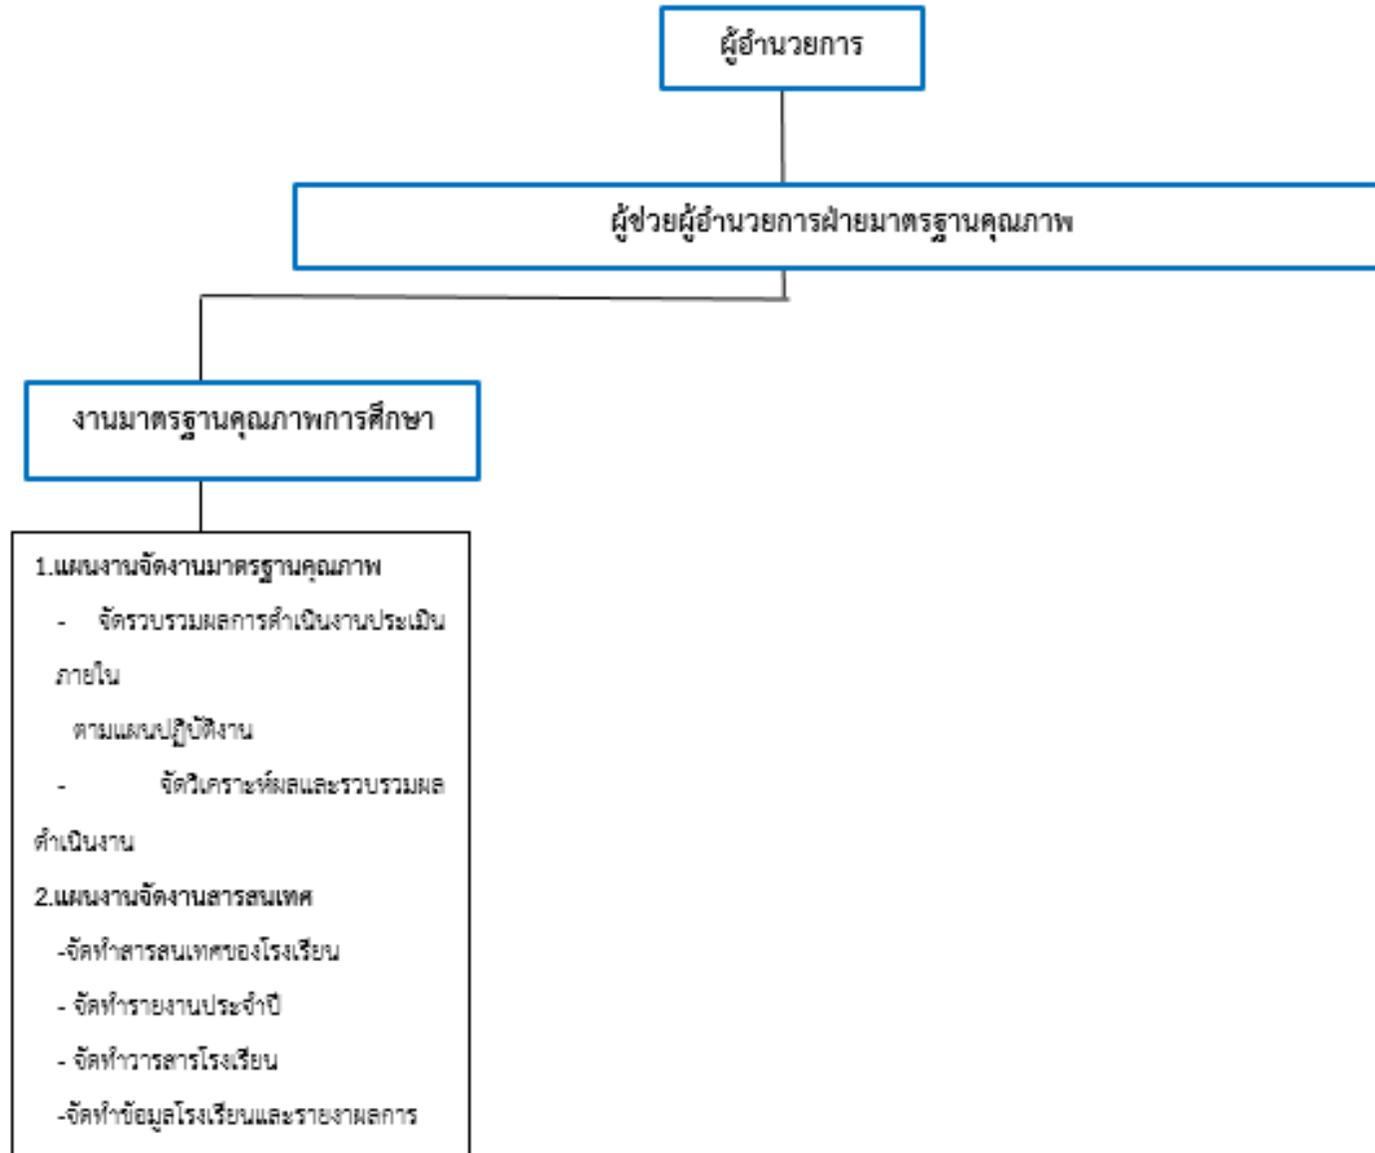 ผู้อำนวยการ
ผู้ช่วยผู้อำนวยการฝ่ายมาตรฐานคุณภาพ
งานมาตรฐานคุณภาพการศึกษา
1.แผนงานจัดงานมาตรฐานคุณภาพ
- จัดรวบรวมผลการดำเนินงานประเมิน
ภายใน
ตามแผนปฏิบัติงาน
- จัดวิเคราะห์ผลและรวบรวมผล
ดำเนินงาน
2.แผนงานจัดงานสารสนเทศ
-จัดทำสารสนเทศของโรงเรียน
- จัดทำรายงานประจำปี
- จัดทำวารสารโรงเรียน
-จัดทำข้อมูลโรงเรียนและรายงาผลการ